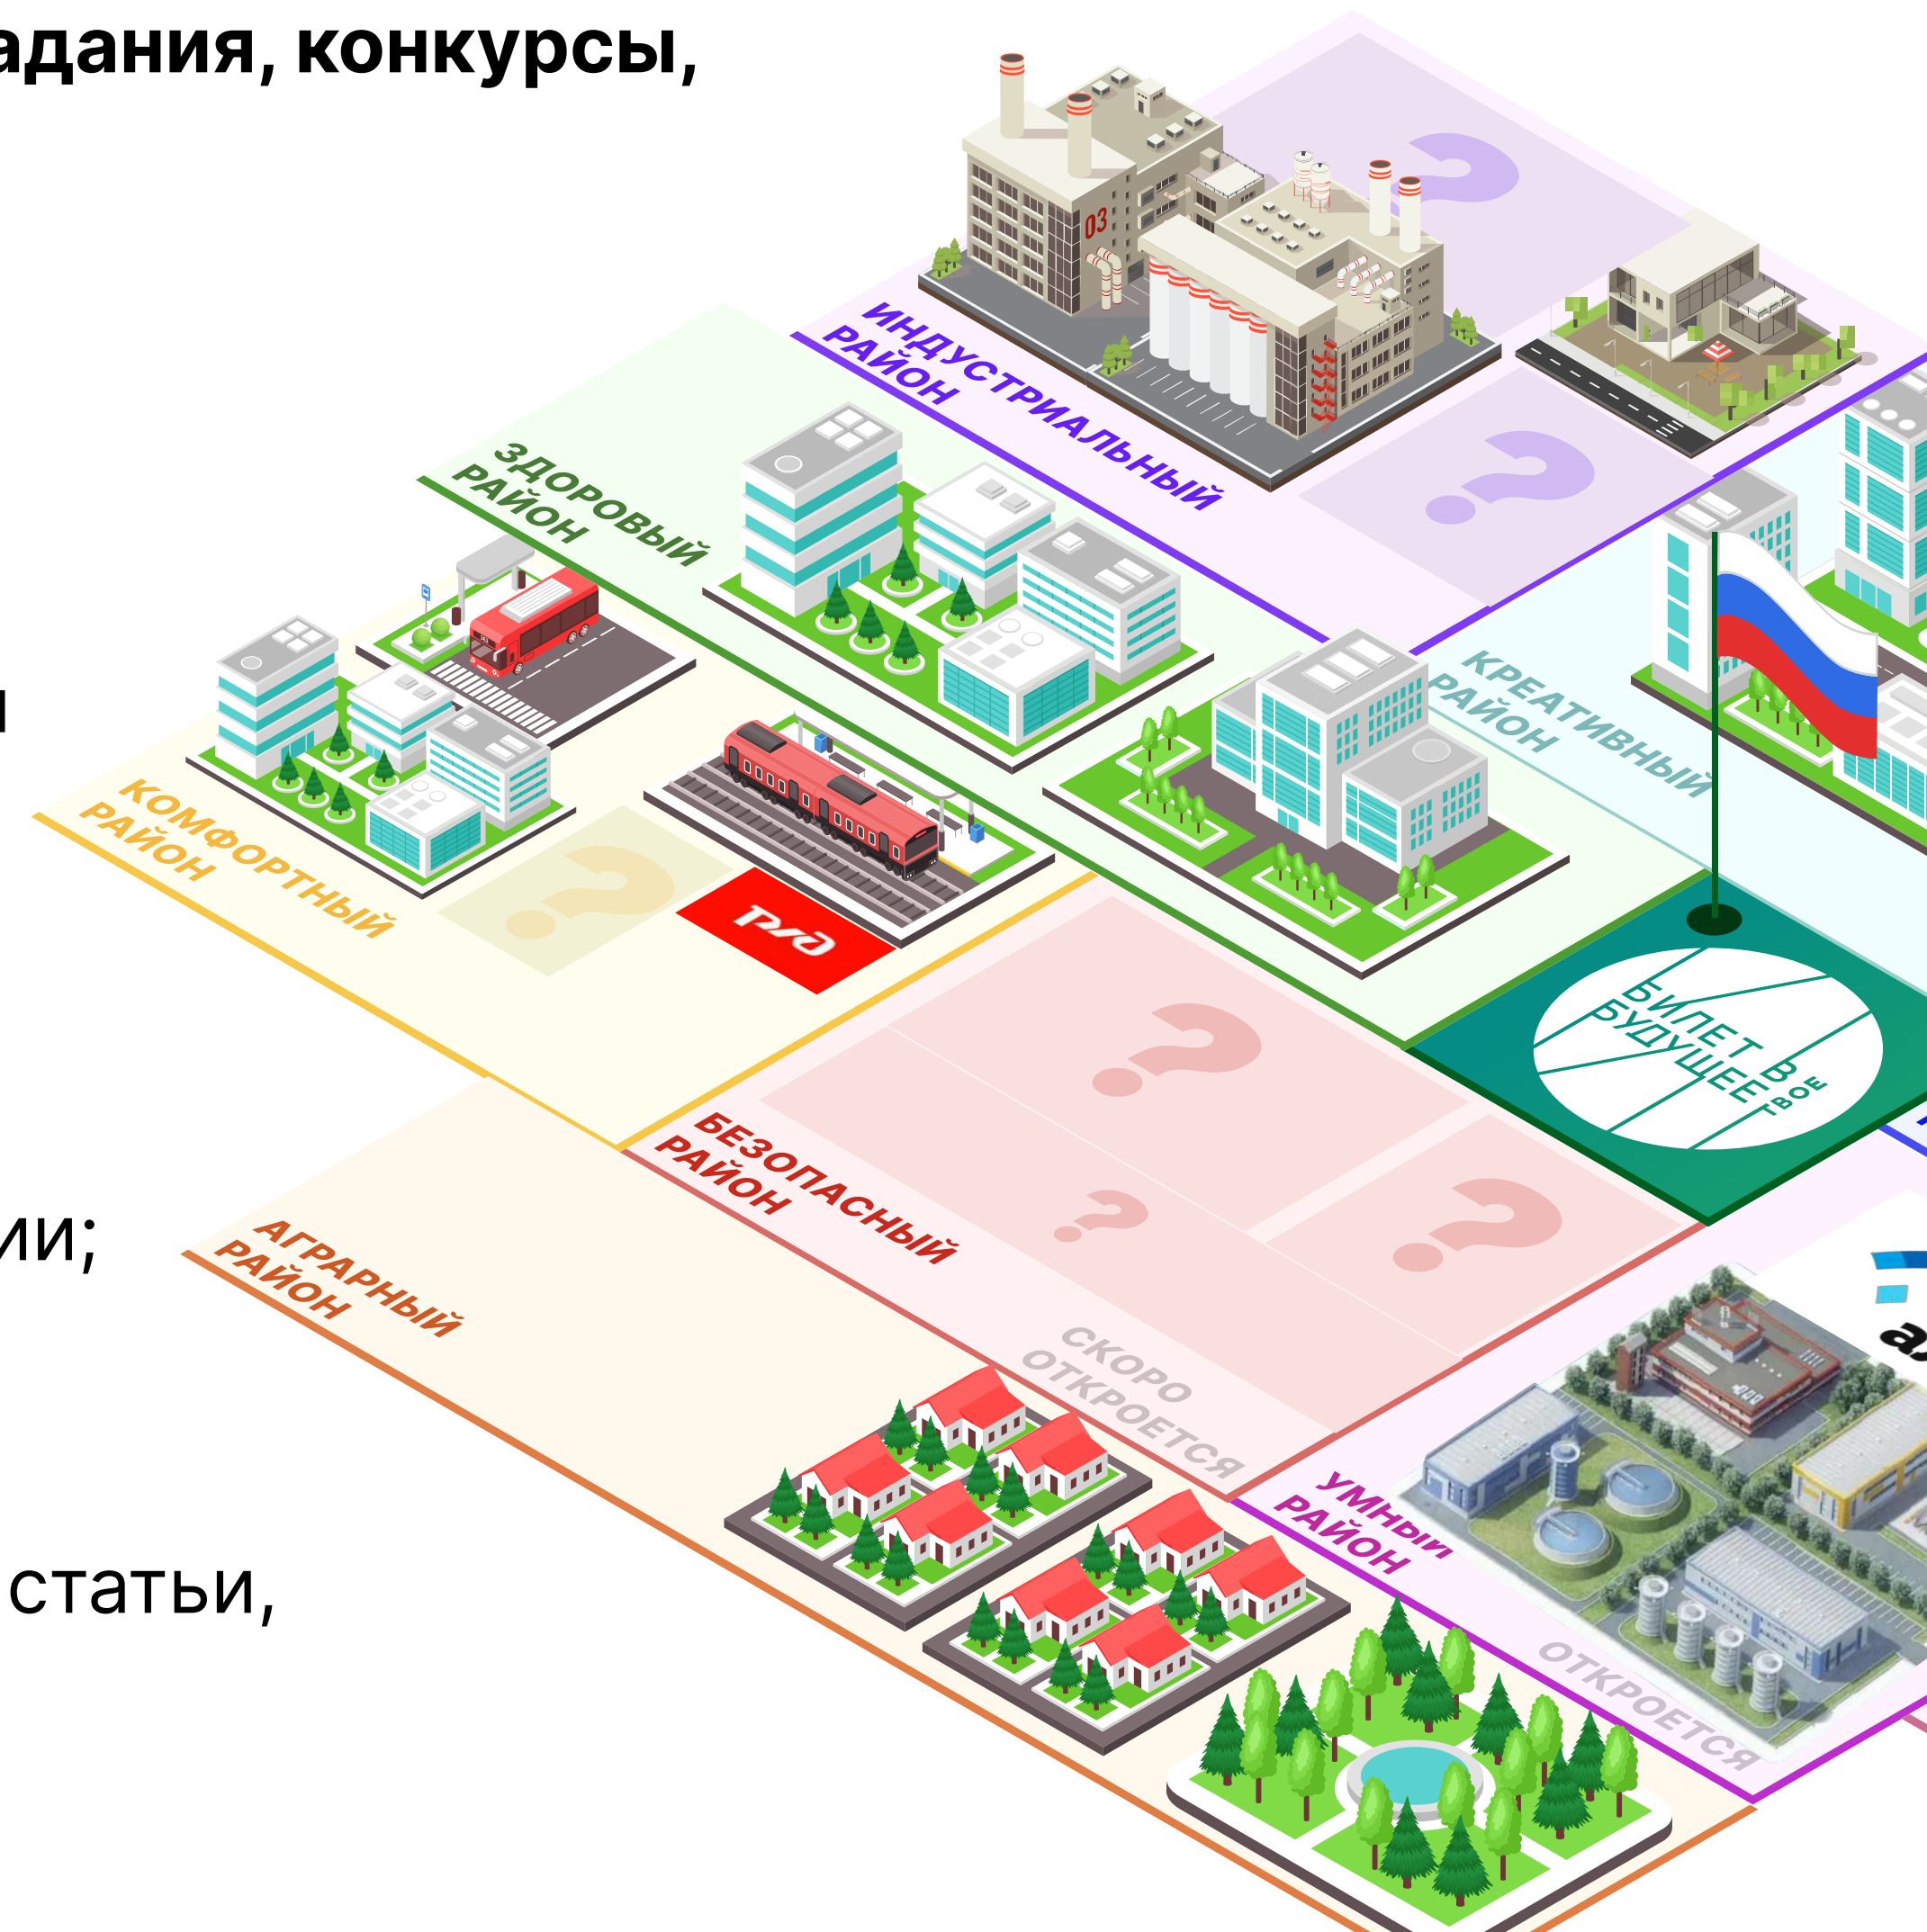 адания, конкурсы,
03
ИНДУСТРИАЛЬНЫЙ
РАЙОН
ЗДОРОВЫЙ
РАЙОН
КРЕАТИВНЫЙ
РАЙОН
КОМФОРТНЫЙ
РАЙОН
РЖД
БИЛЕТ В
БУДУЩЕЕ
ТВОЕ
БЕЗОПАСНЫЙ
РАЙОН
ии;
АГРАРНЫЙ
РАЙОН
СКОРО
ОТКРОЕТСЯ
УМНЫЙ
РАЙОН
статьи,
ОТКРОЕТСЯ